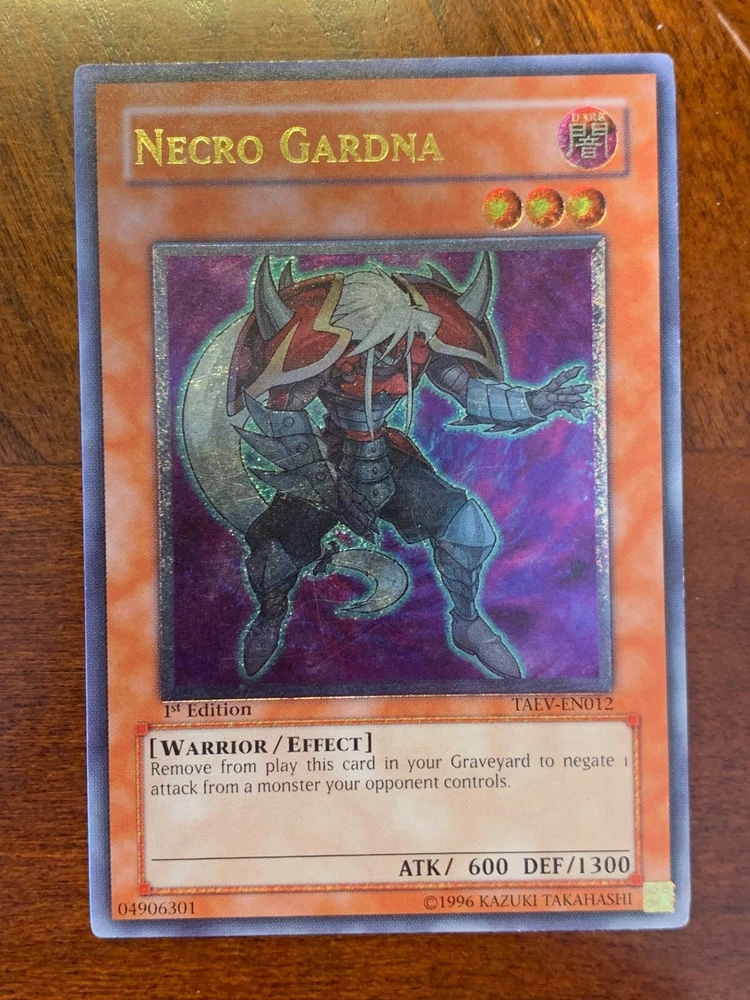 NECRO GARDNA
DARK
闇
1st Edition
TAEV-EN012
[WARRIOR/EFFECT]
Remove from play this card in your Graveyard to negate 1
attack from a monster your opponent controls.
ATK/ 600 DEF/1300
04906301
©1996 KAZUKI TAKAHASHI